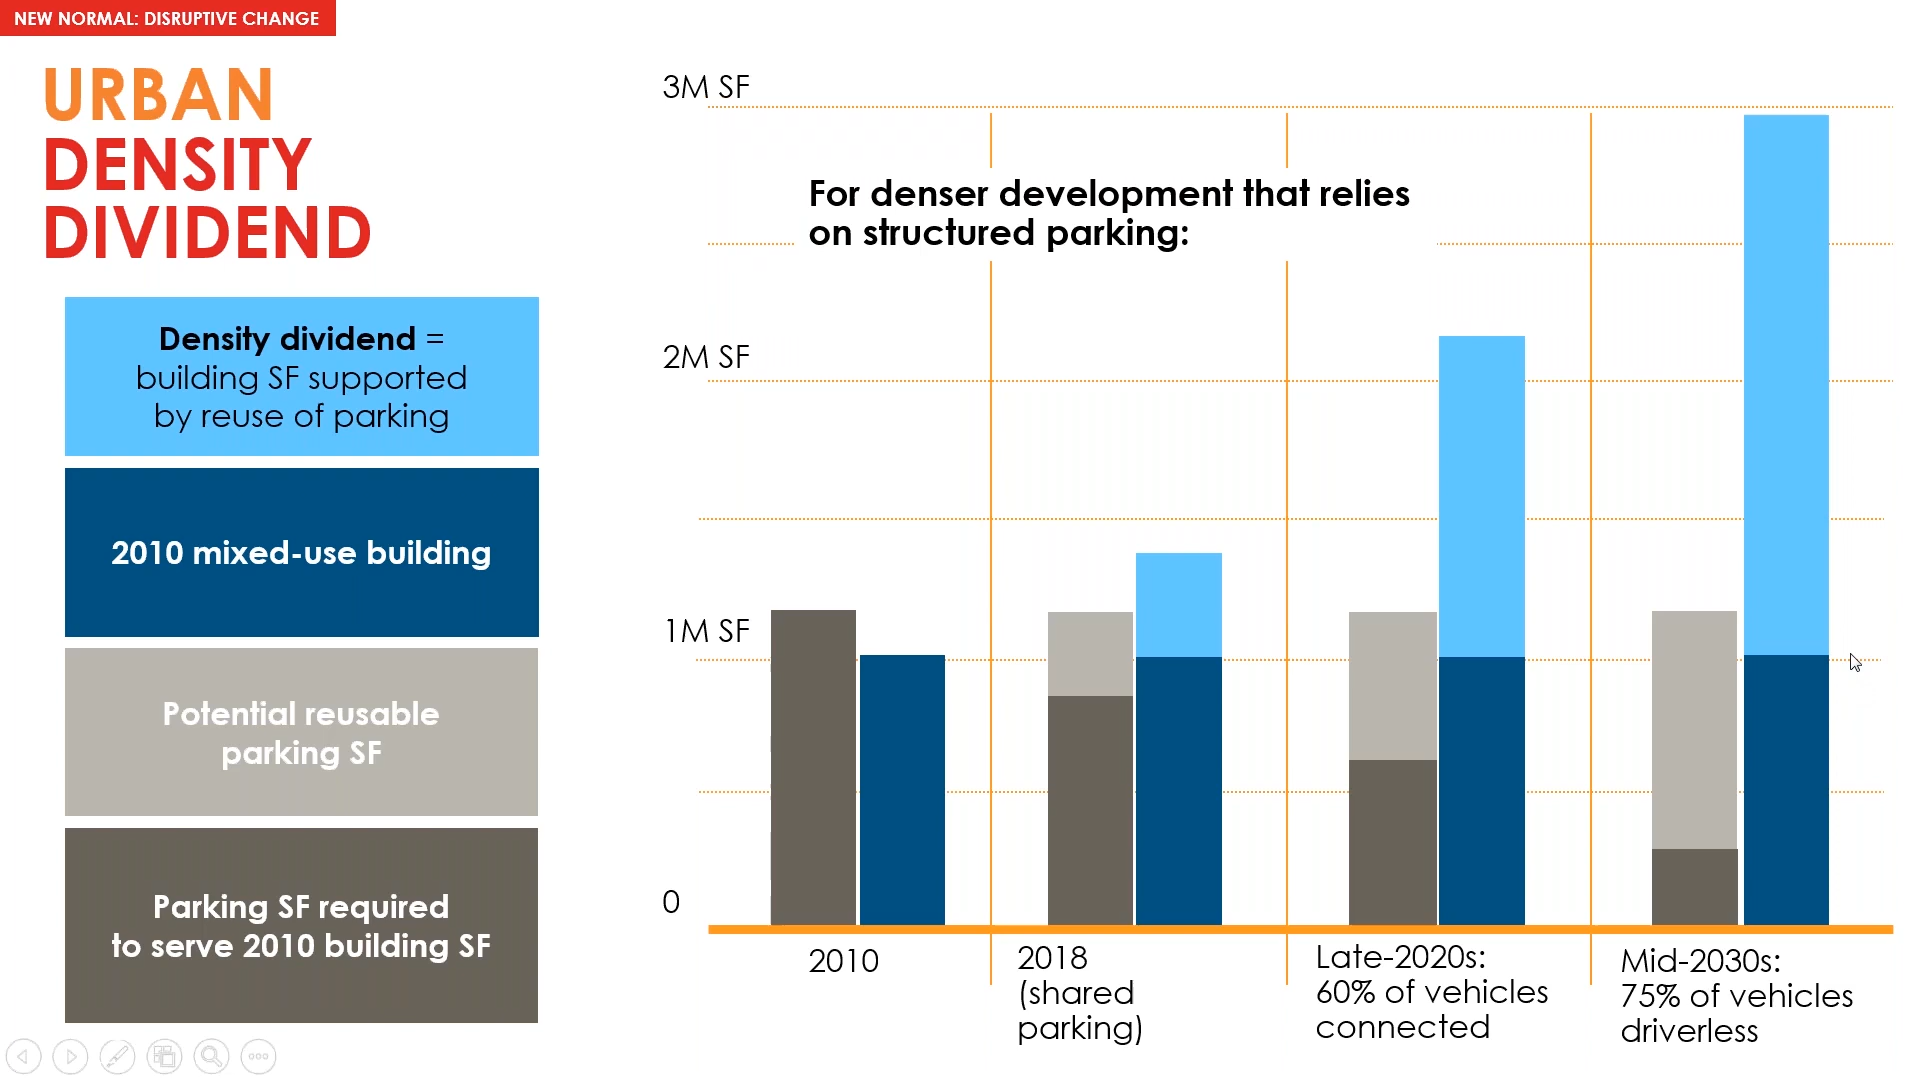 NEW NORMAL: DISRUPTIVE CHANGE
URBAN
DENSITY
DIVIDEND
Density dividend =
building SF supported
by reuse of parking
2010 mixed-use building
Potential reusable
parking SF
Parking SF required
to serve 2010 building SF
For denser development that relies
on structured parking:
3M SF
2M SF
1M SF
0
2010
2018
(shared
parking)
Late-2020s:
60% of vehicles
connected
Mid-2030s:
75% of vehicles
driverless